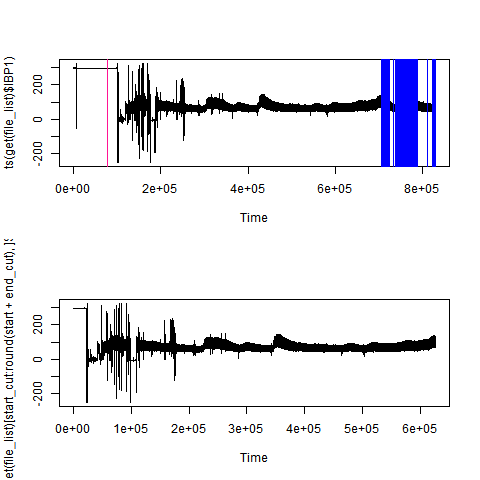 ts(get(file_list)$IBP1)
200
0
-200
0e+00
2e+05
4e+05
6e+05
8e+05
Time
et(file_list)[start_cut:round(start + end_cut), ]$
200
0
-200
0e+00
1e+05
2e+05
3e+05
4e+05
5e+05
6e+05
Time